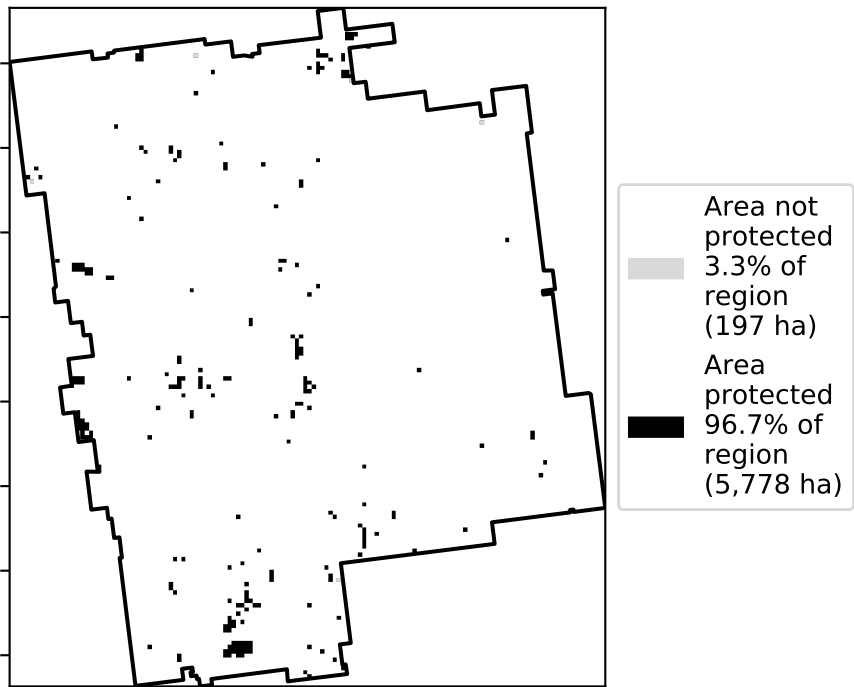 Area not
protected
3.3% of
region
(197 ha)
Area
protected
96.7% of
region
(5,778 ha)